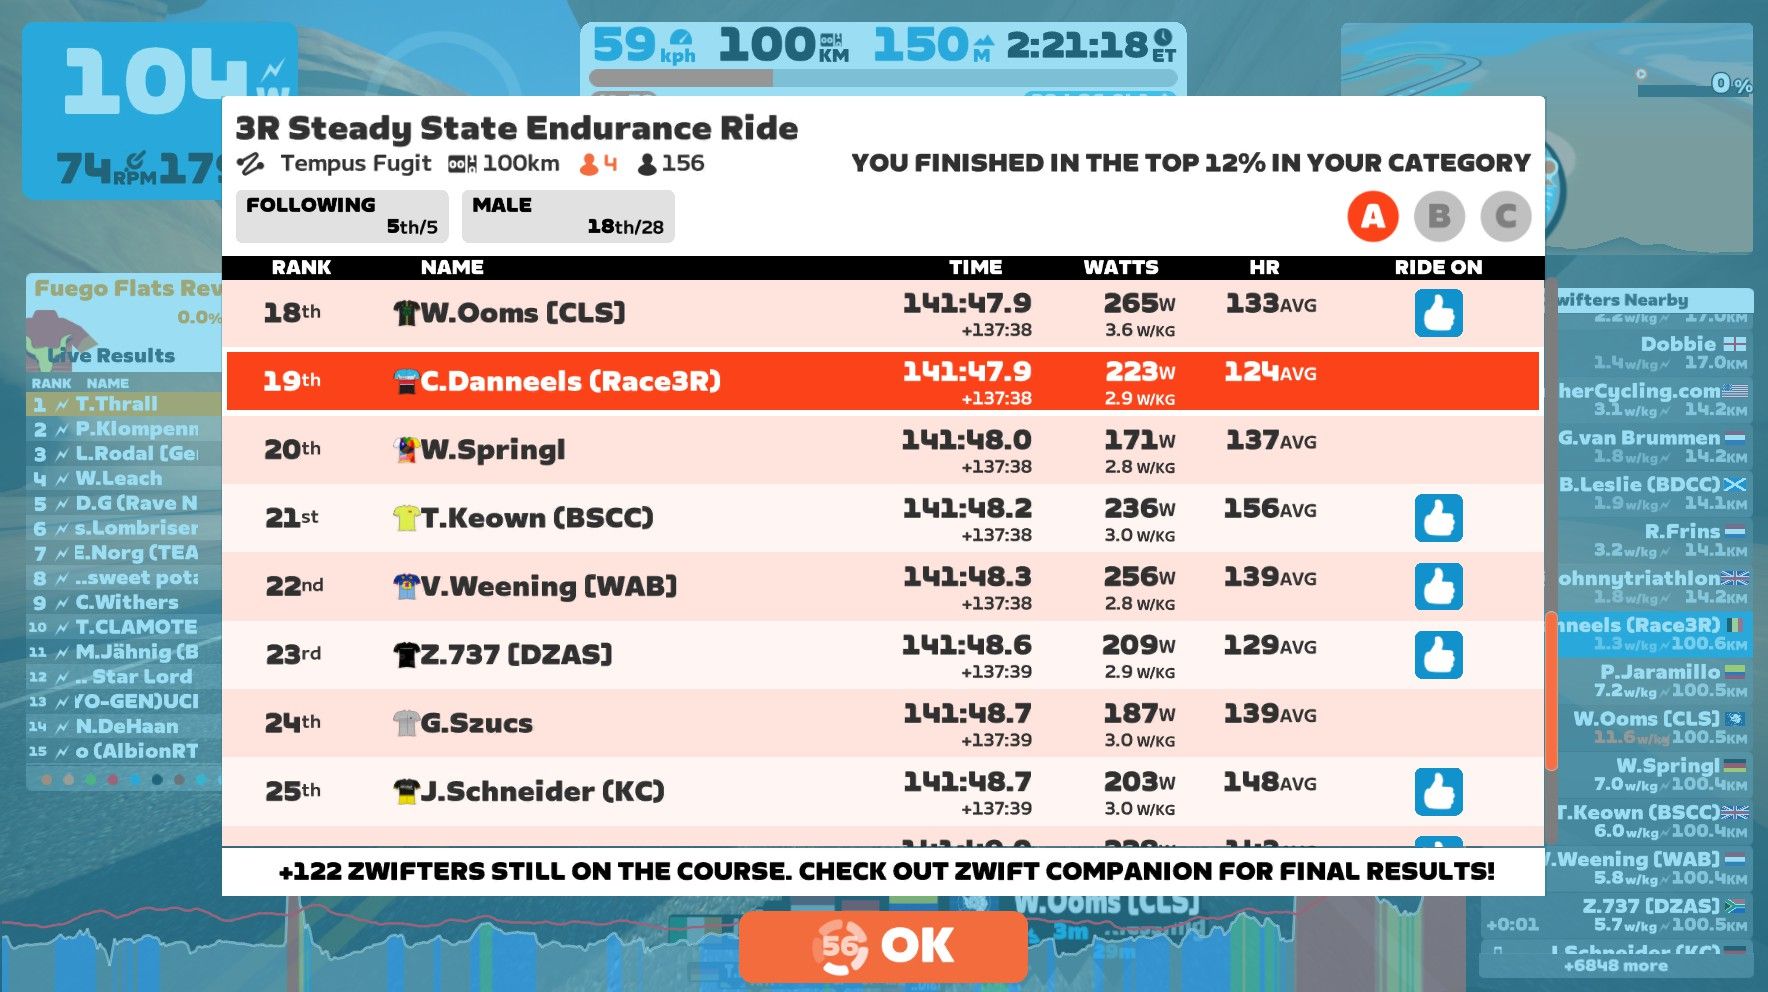 104W
74RPM 179
59kph 100KM 150M 2:21:18 ET
0%
3R Steady State Endurance Ride
Tempus Fugit 100km 4 156
YOU FINISHED IN THE TOP 12% IN YOUR CATEGORY
FOLLOWING
5th/5
MALE
18th/28
A B C
RANK NAME TIME WATTS HR RIDE ON
18th W.Ooms [CLS] 141:47.9 265W 133AVG
+137:38 3.6 W/KG
19th C.Danneels (Race3R) 141:47.9 223W 124AVG
+137:38 2.9 W/KG
20th W.Springl 141:48.0 171W 137AVG
+137:38 2.8 W/KG
21st T.Keown (BSCC) 141:48.2 236W 156AVG
+137:38 3.0 W/KG
22nd V.Weening [WAB] 141:48.3 256W 139AVG
+137:38 2.8 W/KG
23rd Z.737 [DZAS] 141:48.6 209W 129AVG
+137:39 2.9 W/KG
24th G.Szucs 141:48.7 187W 139AVG
+137:39 3.0 W/KG
25th J.Schneider (KC) 141:48.7 203W 148AVG
+137:39 3.0 W/KG
+122 ZWIFTERS STILL ON THE COURSE. CHECK OUT ZWIFT COMPANION FOR FINAL RESULTS!
56 OK
Fuego Flats Rev
0.0%
Live Results
RANK NAME
1 T.Thrall
2 P.Klompenn
3 L.Rodal [Ge
4 W.Leach
5 D.G (Rave N
6 s.Lombriser
7 E.Norg (TEA
8 ..sweet pota
9 C.Withers
10 T.CLAMOTE
11 M.Jähnig (B
12 .. Star Lord
13 YO-GEN)UCI
14 N.DeHaan
15 o (AlbionRT
wifters Nearby
2.2w/kg 17.0KM
Dobbie
1.4w/kg 17.0KM
herCycling.com
3.1w/kg 14.2KM
G.van Brummen
1.8w/kg 14.2KM
B.Leslie (BDCC)
1.9w/kg 14.1KM
R.Frins
3.2w/kg 14.1KM
ohnnytriathlon
1.8w/kg 14.2KM
nneels (Race3R)
1.3w/kg 100.6KM
P.Jaramillo
7.2w/kg 100.5KM
W.Ooms [CLS]
11.6w/kg 100.5KM
W.Springl
7.0w/kg 100.4KM
T.Keown (BSCC)
6.0w/kg 100.4KM
V.Weening [WAB]
5.8w/kg 100.4KM
Z.737 [DZAS]
+0:01 5.7w/kg 100.5KM
J.Schneider (KC)
+6848 more
W.Ooms [CLS]
3m
29m